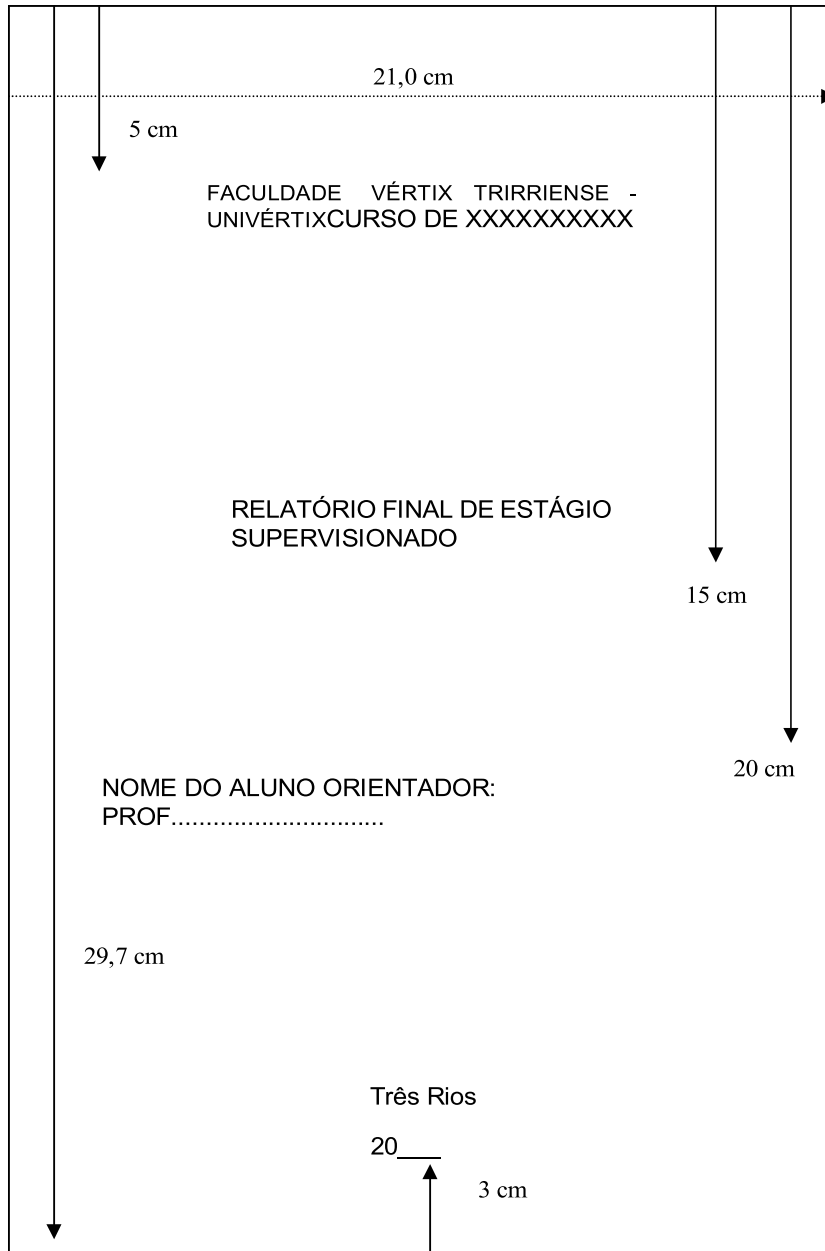 21,0 cm
5 cm
FACULDADE VÉRTIX TRIRRIENSE -
UNIVÉRTIXCURSO DE XXXXXXXXXX
RELATÓRIO FINAL DE ESTÁGIO
SUPERVISIONADO
15 cm
20 cm
NOME DO ALUNO ORIENTADOR:
PROF...............................
29,7 cm
Três Rios
20___
3 cm